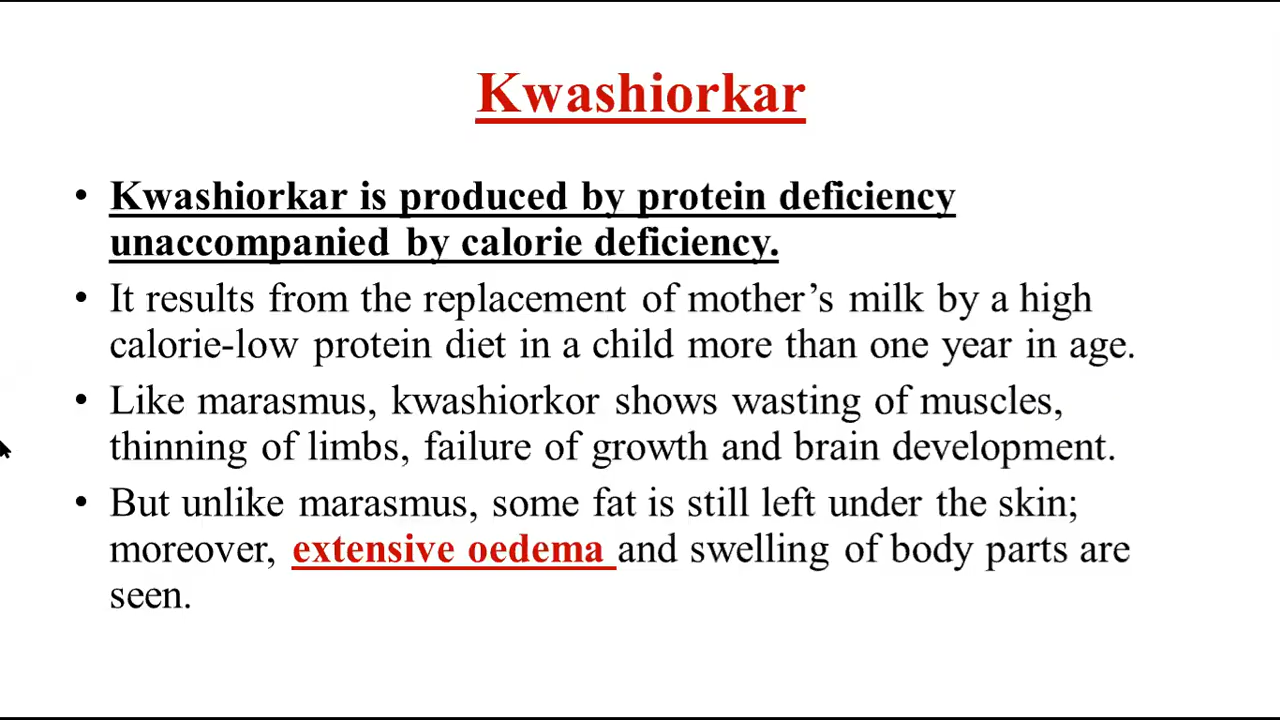 Kwashiorkar
• Kwashiorkar is produced by protein deficiency
unaccompanied by calorie deficiency.
• It results from the replacement of mother’s milk by a high
calorie-low protein diet in a child more than one year in age.
• Like marasmus, kwashiorkor shows wasting of muscles,
thinning of limbs, failure of growth and brain development.
• But unlike marasmus, some fat is still left under the skin;
moreover, extensive oedema and swelling of body parts are
seen.